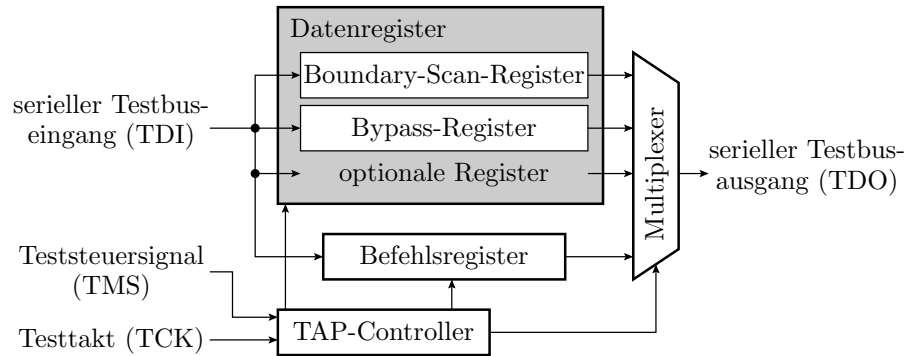 Datenregister
Boundary-Scan-Register
serieller Testbus-
eingang (TDI)
Bypass-Register
optionale Register
Multiplexer
serieller Testbus-
ausgang (TDO)
Befehlsregister
Teststeuersignal
(TMS)
Testtakt (TCK)
TAP-Controller